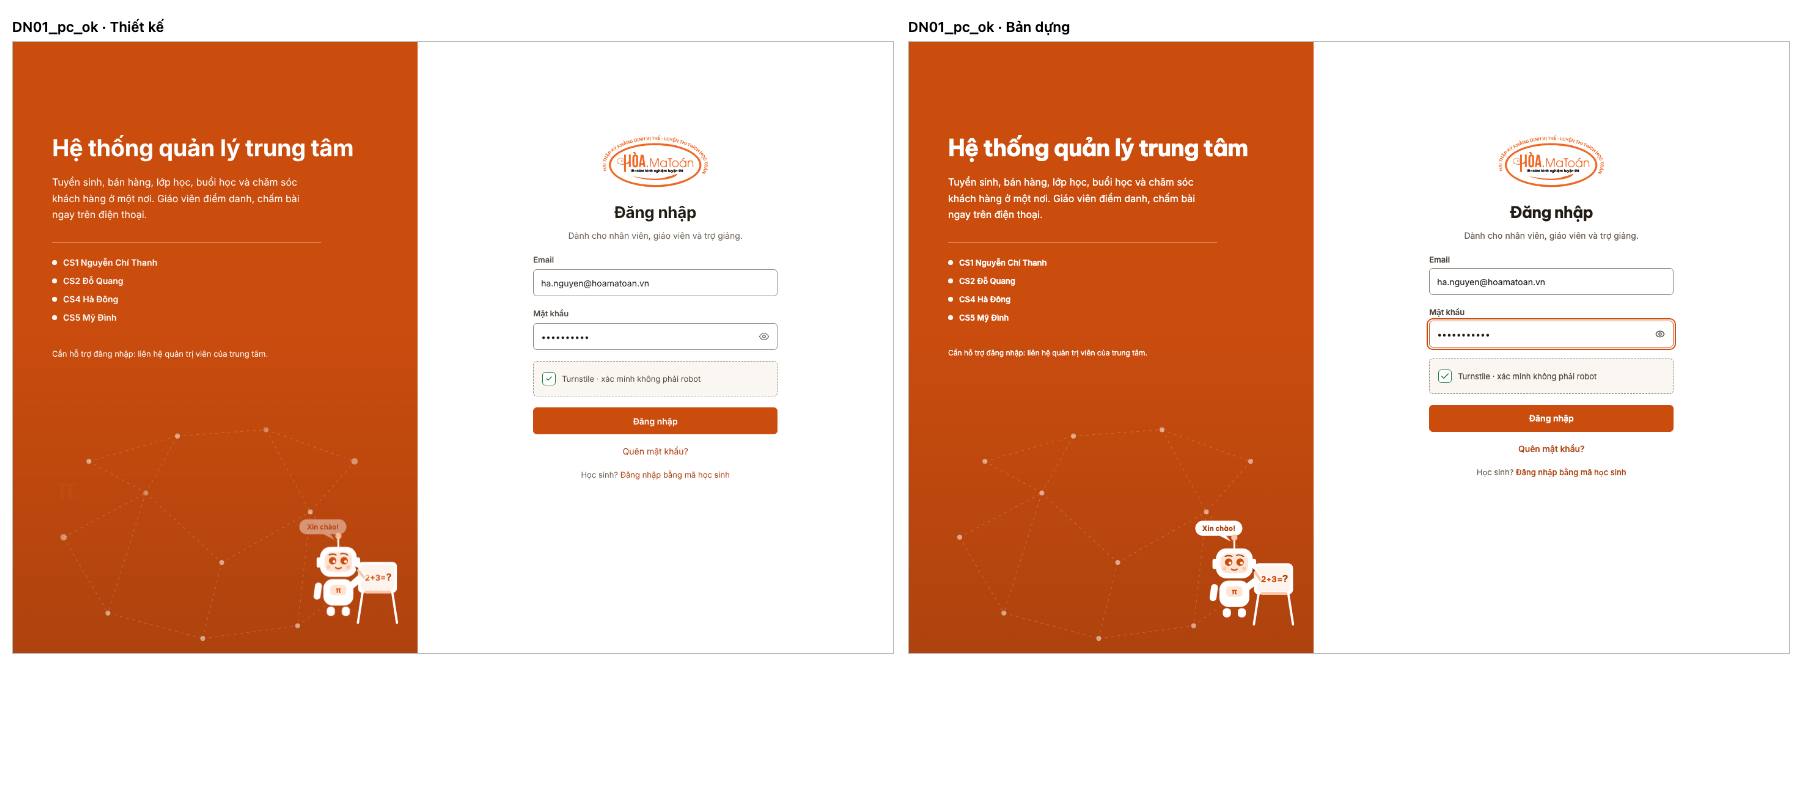 DN01_pc_ok · Thiết kế
Hệ thống quản lý trung tâm
Tuyển sinh, bán hàng, lớp học, buổi học và chăm sóc
khách hàng ở một nơi. Giáo viên điểm danh, chấm bài
ngay trên điện thoại.
CS1 Nguyễn Chí Thanh
CS2 Đỗ Quang
CS4 Hà Đông
CS5 Mỹ Đình
Cần hỗ trợ đăng nhập: liên hệ quản trị viên của trung tâm.
π
Xin chào!
2+3=?
π
HÒA.MaToán
Đăng nhập
Dành cho nhân viên, giáo viên và trợ giảng.
Email
ha.nguyen@hoamatoan.vn
Mật khẩu
••••••••••
Turnstile · xác minh không phải robot
Đăng nhập
Quên mật khẩu?
Học sinh? Đăng nhập bằng mã học sinh
DN01_pc_ok · Bản dựng
Hệ thống quản lý trung tâm
Tuyển sinh, bán hàng, lớp học, buổi học và chăm sóc
khách hàng ở một nơi. Giáo viên điểm danh, chấm bài
ngay trên điện thoại.
CS1 Nguyễn Chí Thanh
CS2 Đỗ Quang
CS4 Hà Đông
CS5 Mỹ Đình
Cần hỗ trợ đăng nhập: liên hệ quản trị viên của trung tâm.
Xin chào!
2+3=?
π
HÒA.MaToán
Đăng nhập
Dành cho nhân viên, giáo viên và trợ giảng.
Email
ha.nguyen@hoamatoan.vn
Mật khẩu
•••••••••••
Turnstile · xác minh không phải robot
Đăng nhập
Quên mật khẩu?
Học sinh? Đăng nhập bằng mã học sinh